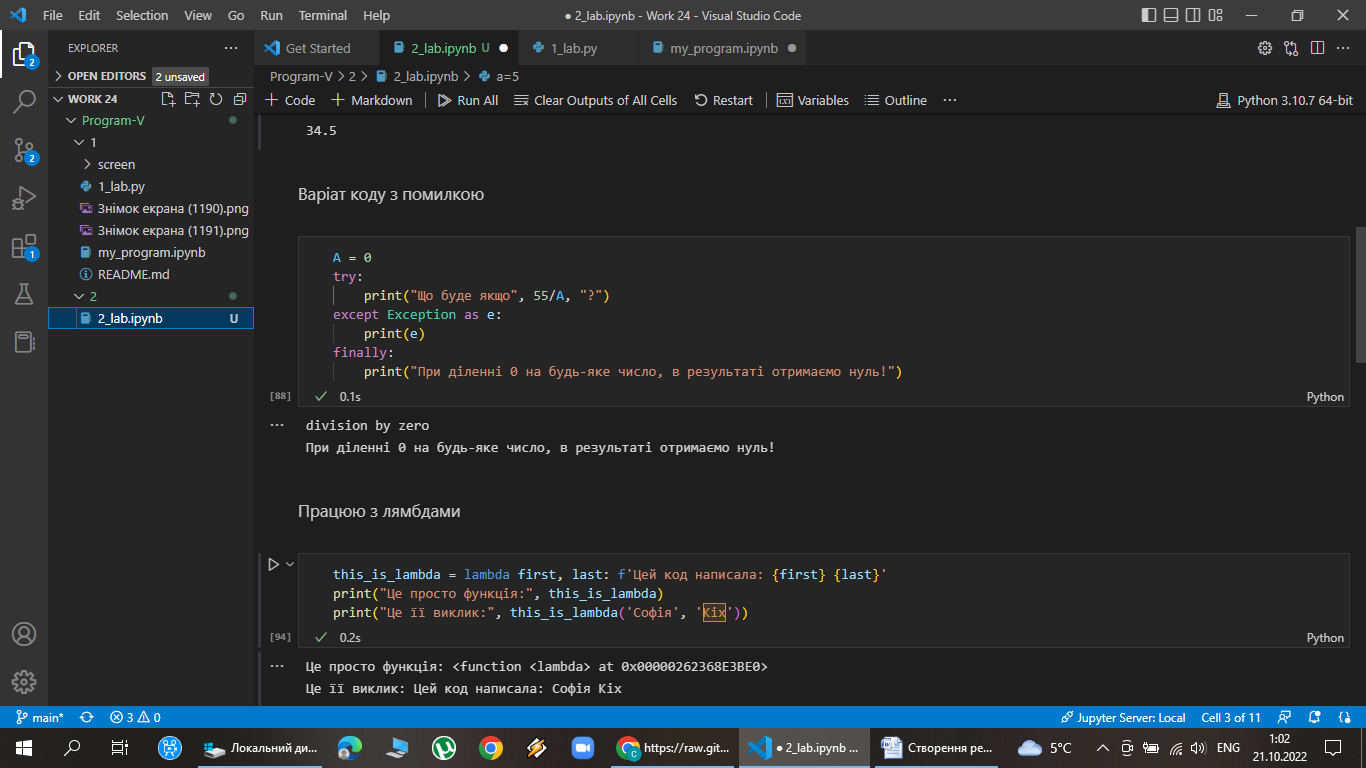 File Edit Selection View Go Run Terminal Help
● 2_lab.ipynb - Work 24 - Visual Studio Code
EXPLORER
Get Started 2_lab.ipynb U ● 1_lab.py my_program.ipynb ●
OPEN EDITORS 2 unsaved
Program-V > 2 > 2_lab.ipynb > a=5
WORK 24
+ Code + Markdown Run All Clear Outputs of All Cells Restart Variables Outline ··· Python 3.10.7 64-bit
Program-V
1
screen
1_lab.py
Знімок екрана (1190).png
Знімок екрана (1191).png
my_program.ipynb
README.md
2
2_lab.ipynb U
34.5
Варіат коду з помилкою
A = 0
try:
print("Що буде якщо", 55/A, "?")
except Exception as e:
print(e)
finally:
print("При діленні 0 на будь-яке число, в результаті отримаємо нуль!")
[88] ✓ 0.1s Python
··· division by zero
При діленні 0 на будь-яке число, в результаті отримаємо нуль!
Працюю з лямбдами
this_is_lambda = lambda first, last: f'Цей код написала: {first} {last}'
print("Це просто функція:", this_is_lambda)
print("Це її виклик:", this_is_lambda('Софія', 'Кіх'))
[94] ✓ 0.2s Python
··· Це просто функція: <function <lambda> at 0x00000262368E3BE0>
Це її виклик: Цей код написала: Софія Кіх
2
2
1
main* 3 0 Jupyter Server: Local Cell 3 of 11
Локальний ди... https://raw.git... ● 2_lab.ipynb ... Створення ре... 5°C ENG 1:02
21.10.2022